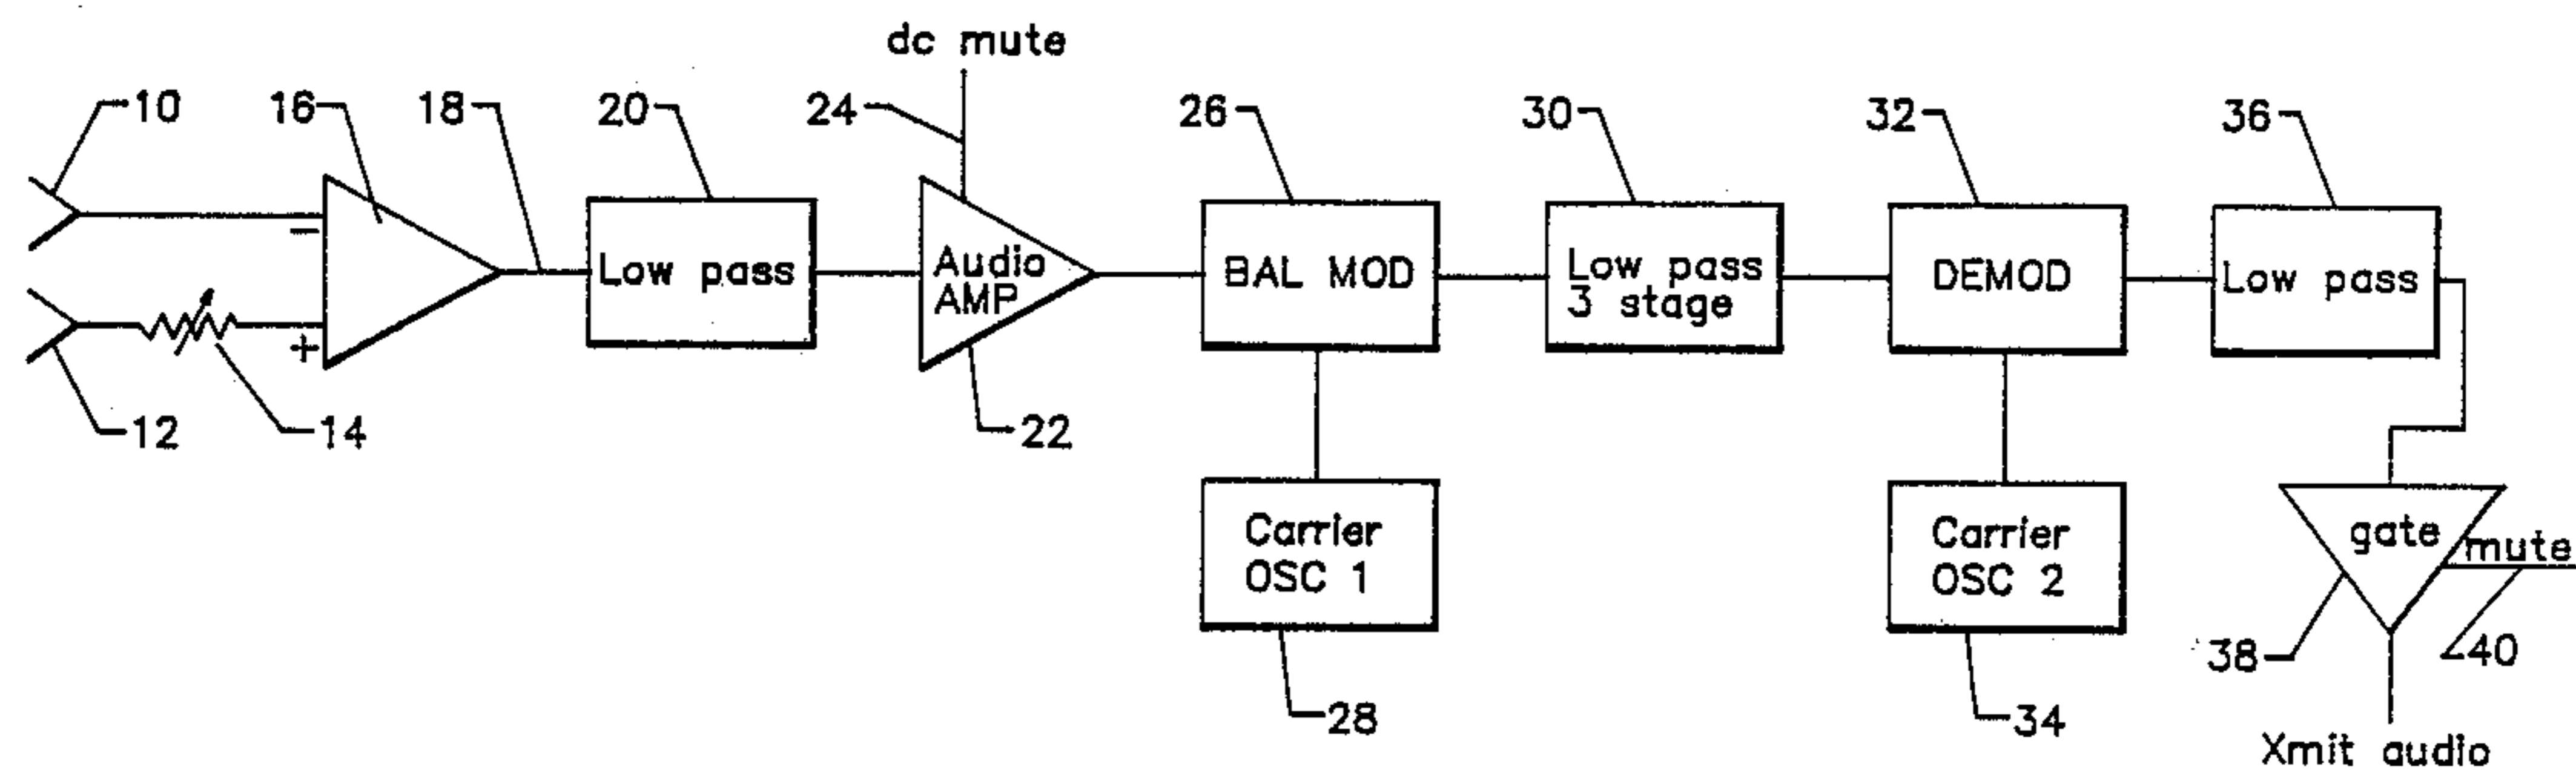 dc mute
10
16
18
20
24
26
30
32
36
−
+
Low pass
Audio
AMP
BAL MOD
Low pass
3 stage
DEMOD
Low pass
12
14
22
Carrier
OSC 1
Carrier
OSC 2
gate
mute
28
34
38
40
Xmit audio